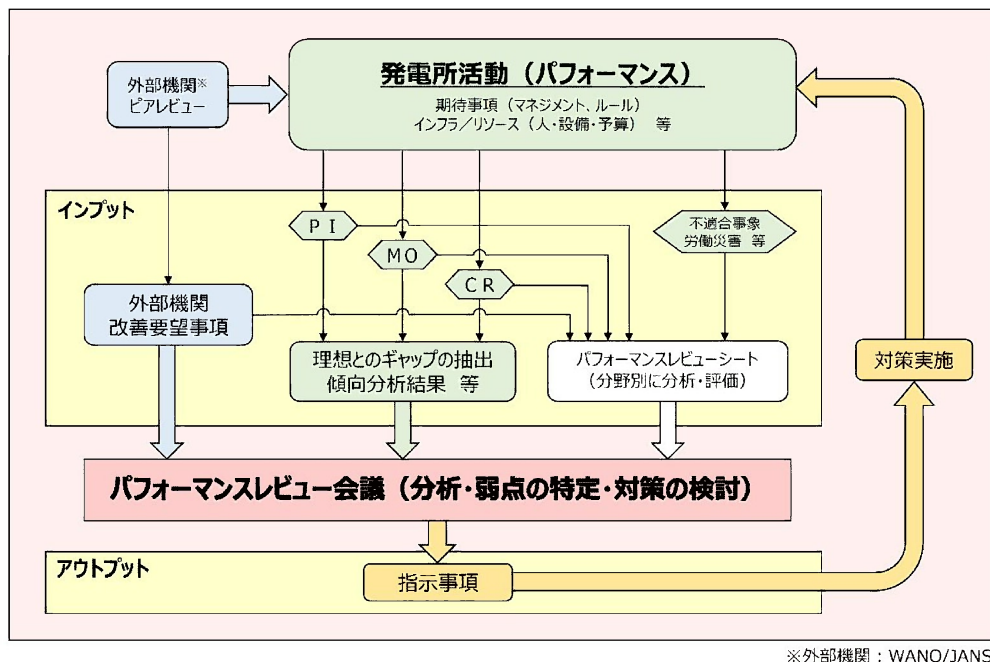 発電所活動（パフォーマンス）
期待事項（マネジメント、ルール）
インフラ／リソース（人・設備・予算）　等
外部機関※
ピアレビュー
インプット
ＰＩ
ＭＯ
ＣＲ
不適合事象
労働災害　等
外部機関
改善要望事項
理想とのギャップの抽出
傾向分析結果　等
パフォーマンスレビューシート
（分野別に分析・評価）
対策実施
パフォーマンスレビュー会議（分析・弱点の特定・対策の検討）
アウトプット
指示事項
※外部機関：WANO/JANS